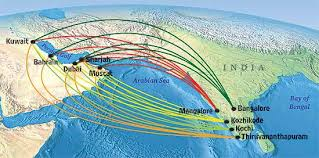 Kuwait
Bahrain
Dubai
Sharjah
Muscat
Arabian Sea
INDIA
Bay of
Bengal
Mangalore
Bangalore
Kozhikode
Kochi
Thiruvananthapuram